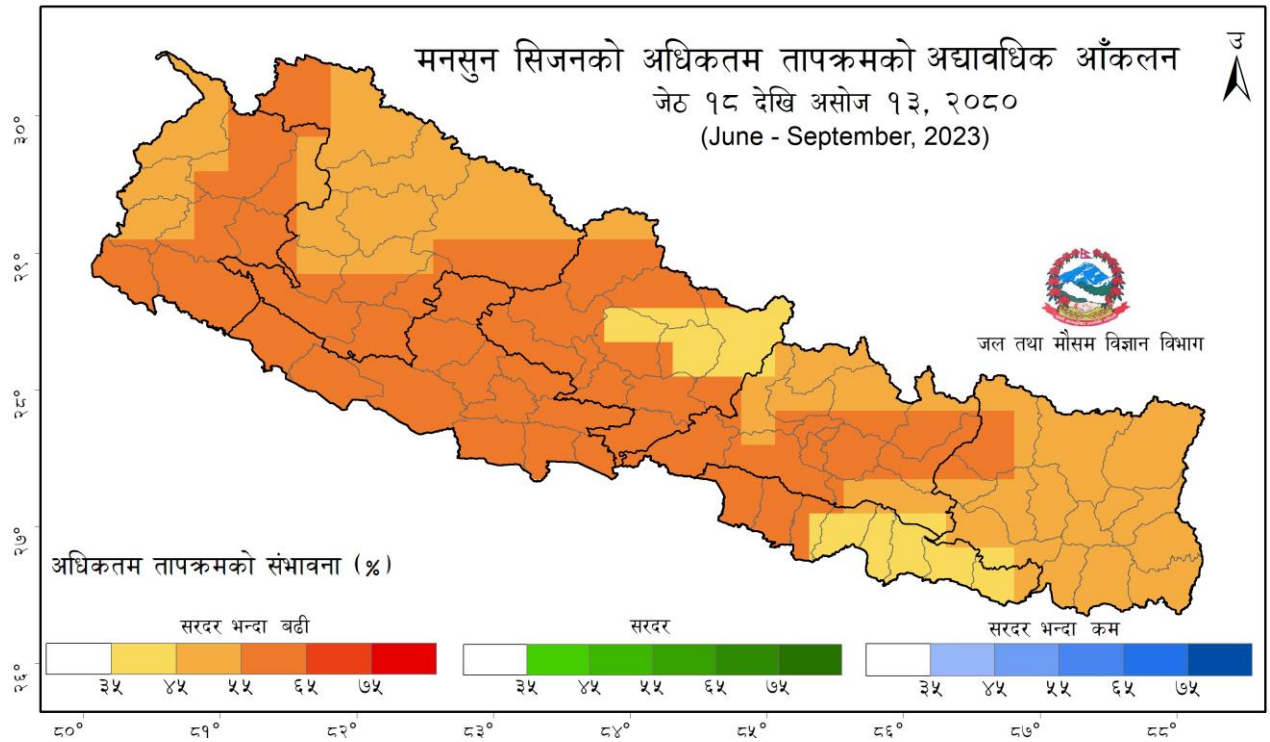 मनसुन सिजनको अधिकतम तापक्रमको अद्यावधिक आँकलन
जेठ १८ देखि असोज १३, २०८०
(June - September, 2023)
उ
जल तथा मौसम विज्ञान विभाग
३०°
२९°
२८°
२७°
२६°
अधिकतम तापक्रमको संभावना (%)
सरदर भन्दा बढी
३५ ४५ ५५ ६५ ७५
सरदर
३५ ४५ ५५ ६५ ७५
सरदर भन्दा कम
३५ ४५ ५५ ६५ ७५
८०° ८१° ८२° ८३° ८४° ८५° ८६° ८७° ८८°